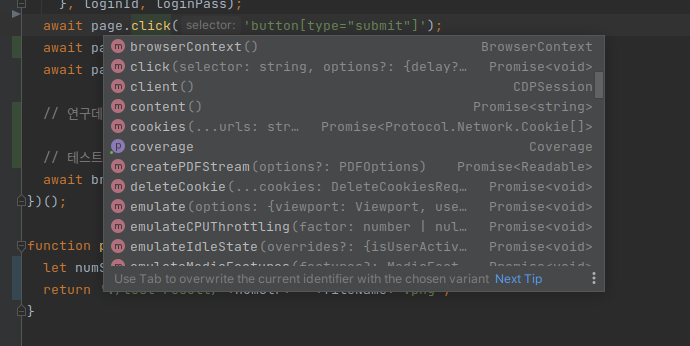 }, loginId, loginPass);
await page.click( selector: 'button[type="submit"]');
await pa
await pa
browserContext() BrowserContext
click(selector: string, options?: {delay?… Promise<void>
client() CDPSession
content() Promise<string>
cookies(...urls: str… Promise<Protocol.Network.Cookie[]>
coverage Coverage
createPDFStream(options?: PDFOptions) Promise<Readable>
deleteCookie(...cookies: DeleteCookiesReq… Promise<void>
emulate(options: {viewport: Viewport, use… Promise<void>
emulateCPUThrottling(factor: number | nul… Promise<void>
emulateIdleState(overrides?: {isUserActiv… Promise<void>
Use Tab to overwrite the current identifier with the chosen variant Next Tip
// 연구데
// 테스트
await br
})();
function p
let numS
return
}